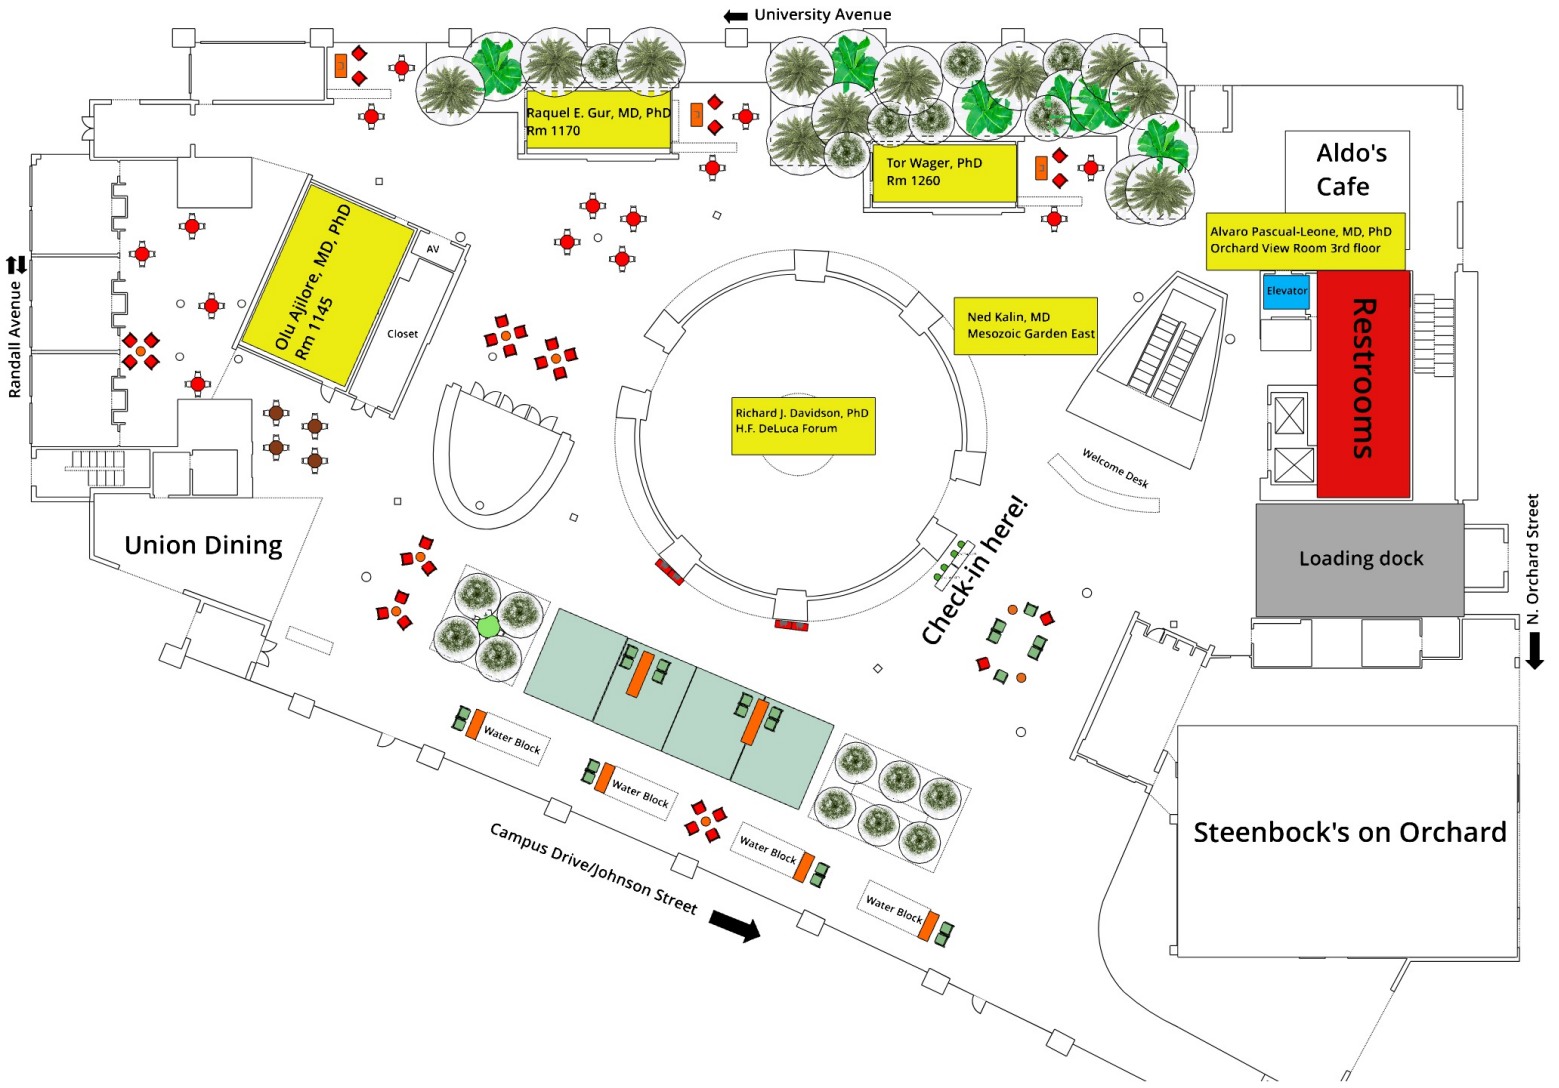 University Avenue
Raquel E. Gur, MD, PhD
Rm 1170
Tor Wager, PhD
Rm 1260
Aldo's
Cafe
Alvaro Pascual-Leone, MD, PhD
Orchard View Room 3rd floor
Olu Ajilore, MD, PhD
Rm 1145
AV
Closet
Randall Avenue
Elevator
Restrooms
Ned Kalin, MD
Mesozoic Garden East
Richard J. Davidson, PhD
H.F. DeLuca Forum
Welcome Desk
Check-in here!
Union Dining
Loading dock
N. Orchard Street
Water Block
Water Block
Water Block
Water Block
Campus Drive/Johnson Street
Steenbock's on Orchard